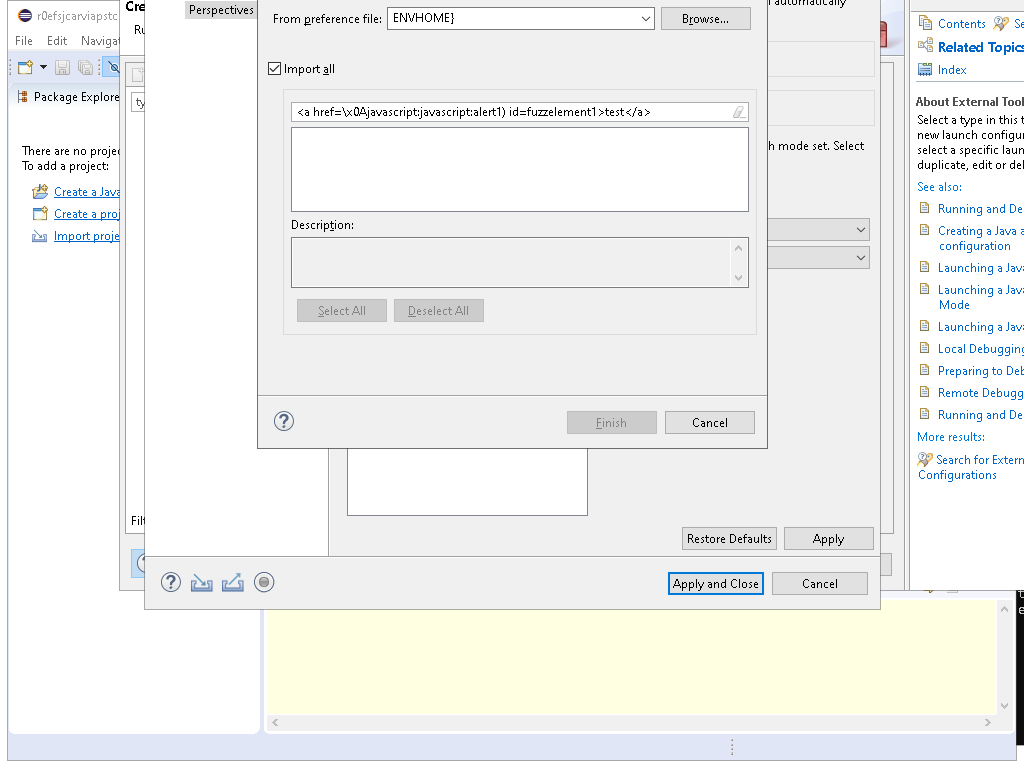 r0efsjcarviapstc
File Edit Navigat
Package Explore
There are no projec
To add a project:
Create a Java
Create a proj
Import proje
Cre
Ru
ty
Filt
Perspectives
From preference file: ENVHOME} Browse...
Import all
<a href=\x0Ajavascript:javascript:alert1) id=fuzzelement1>test</a>
Description:
Select All Deselect All
Finish Cancel
automatically
h mode set. Select
Restore Defaults Apply
Apply and Close Cancel
Contents Se
Related Topics
Index
About External Tool
Select a type in this t
new launch configur
select a specific laun
duplicate, edit or del
See also:
Running and De
Creating a Java a
configuration
Launching a Java
Launching a Java
Mode
Launching a Java
Local Debugging
Preparing to Deb
Remote Debugg
Running and De
More results:
Search for Extern
Configurations